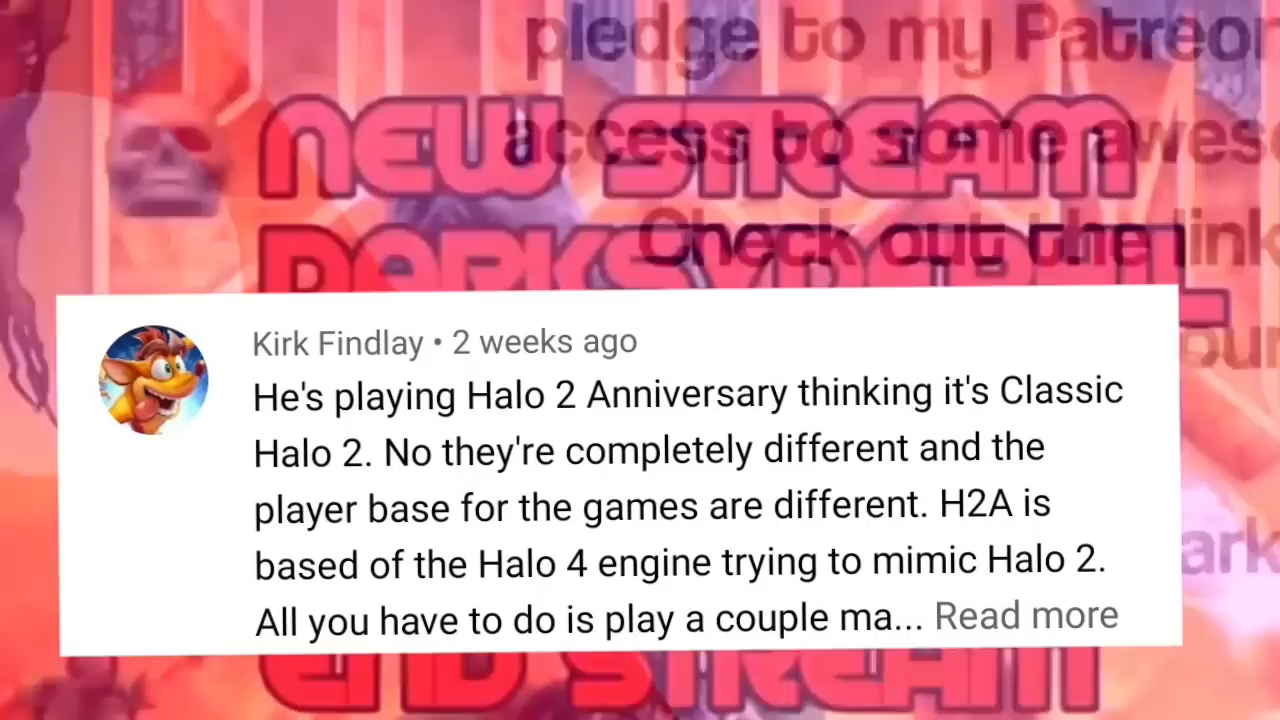 pledge to my Patreon
NEW STREAM
access to some
Check out the link
Kirk Findlay • 2 weeks ago
He's playing Halo 2 Anniversary thinking it's Classic
Halo 2. No they're completely different and the
player base for the games are different. H2A is
based of the Halo 4 engine trying to mimic Halo 2.
All you have to do is play a couple ma... Read more
END STREAM